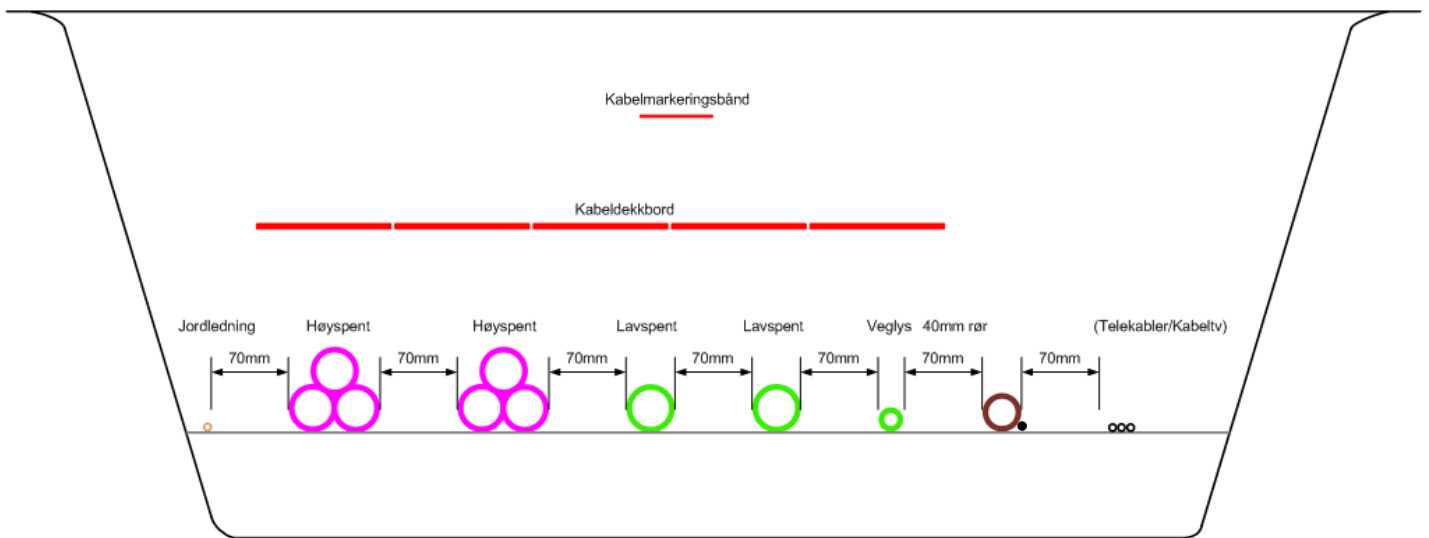 Kabelmarkeringsbånd
Kabeldekkbord
Jordledning Høyspent Høyspent Lavspent Lavspent Veglys 40mm rør (Telekabler/Kabeltv)
70mm 70mm 70mm 70mm 70mm 70mm 70mm